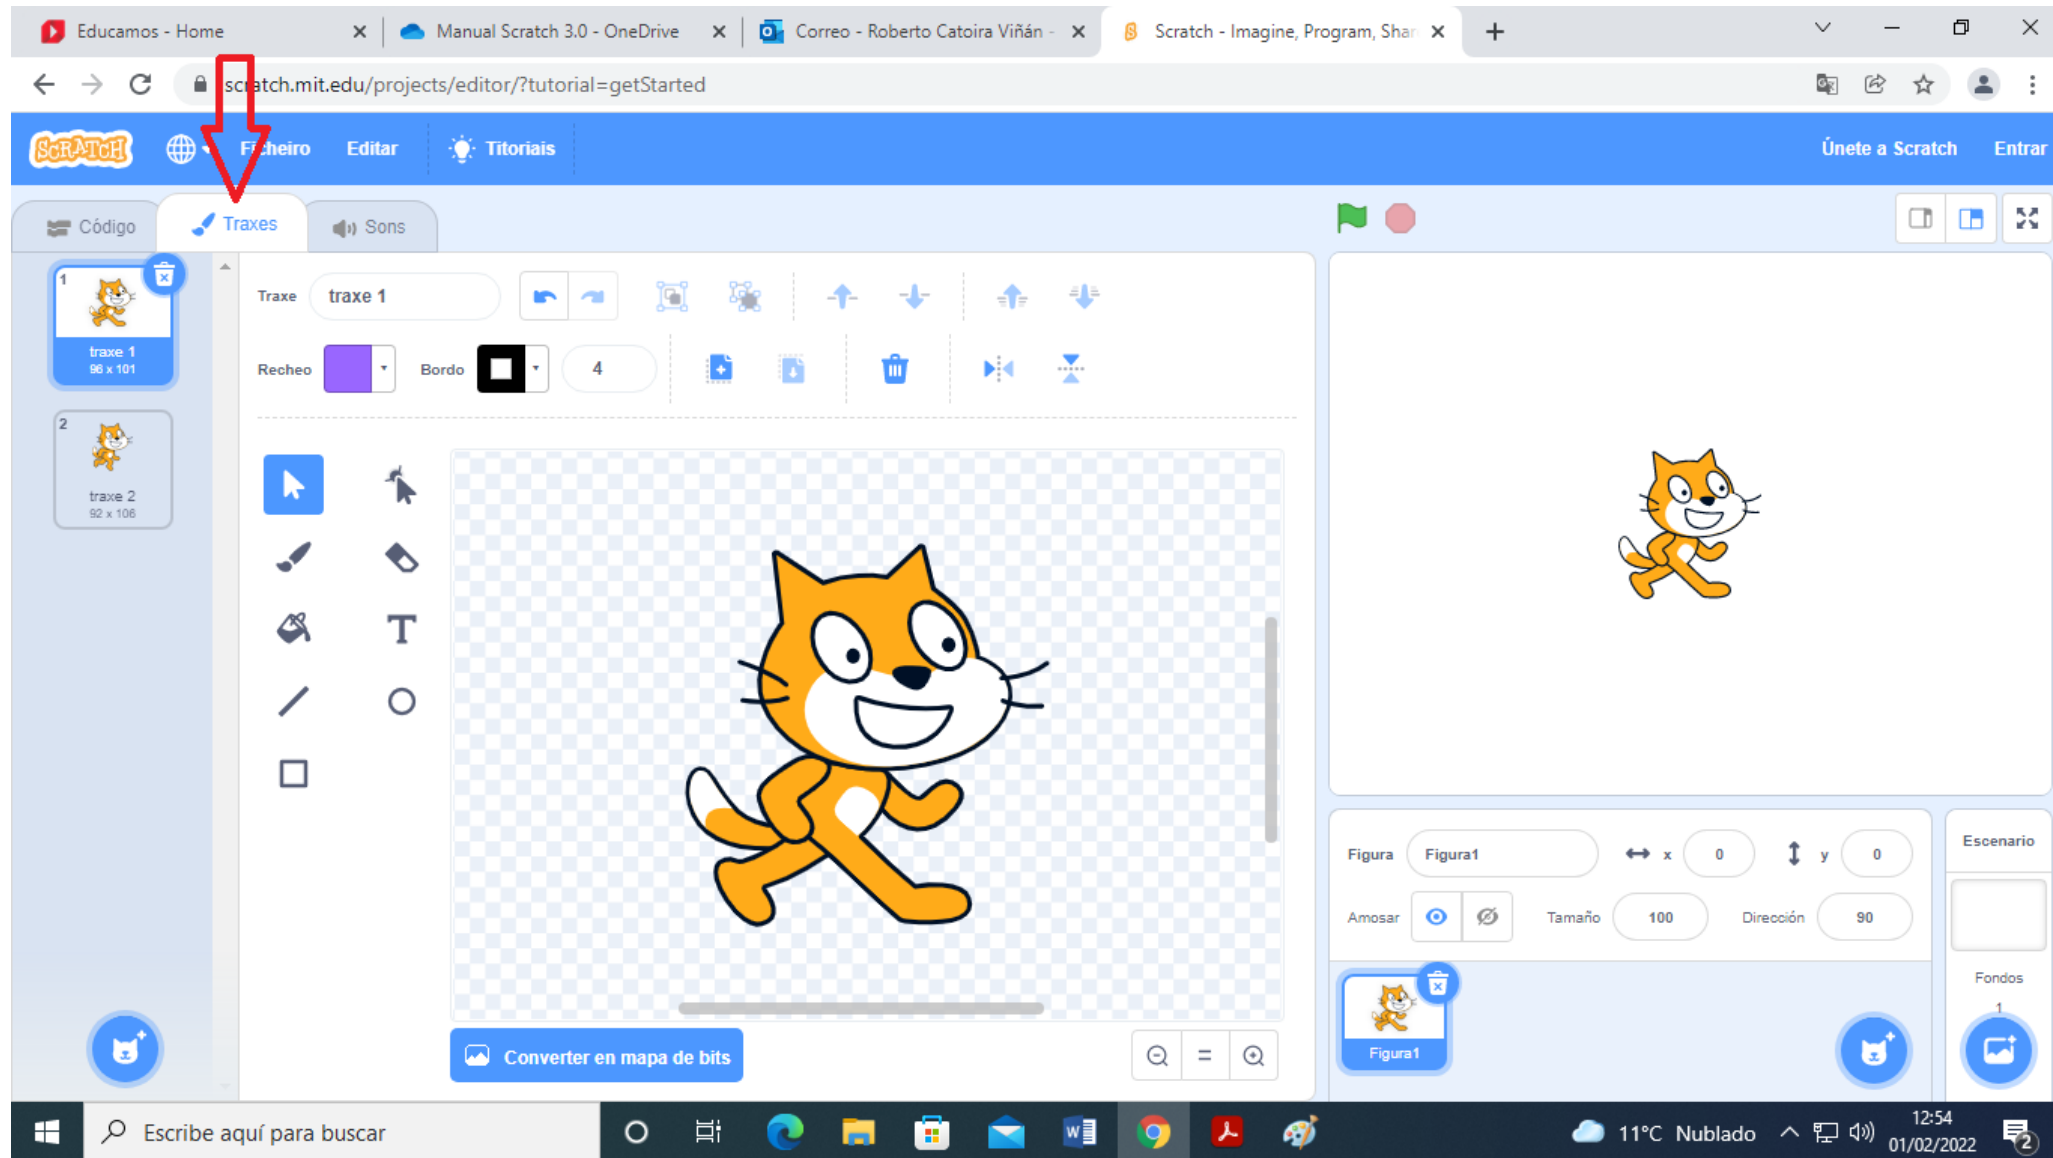 Educamos - Home
Manual Scratch 3.0 - OneDrive
Correo - Roberto Catoira Viñán -
Scratch - Imagine, Program, Shar
scratch.mit.edu/projects/editor/?tutorial=getStarted
SCRATCH
Ficheiro
Editar
Titoriais
Únete a Scratch
Entrar
Código
Traxes
Sons
1
traxe 1
96 x 101
2
traxe 2
92 x 106
Traxe
traxe 1
Recheo
Bordo
4
T
Converter en mapa de bits
Figura
Figura1
x
0
y
0
Amosar
Tamaño
100
Dirección
90
Figura1
Escenario
Fondos
1
Escribe aquí para buscar
11°C Nublado
12:54
01/02/2022
2